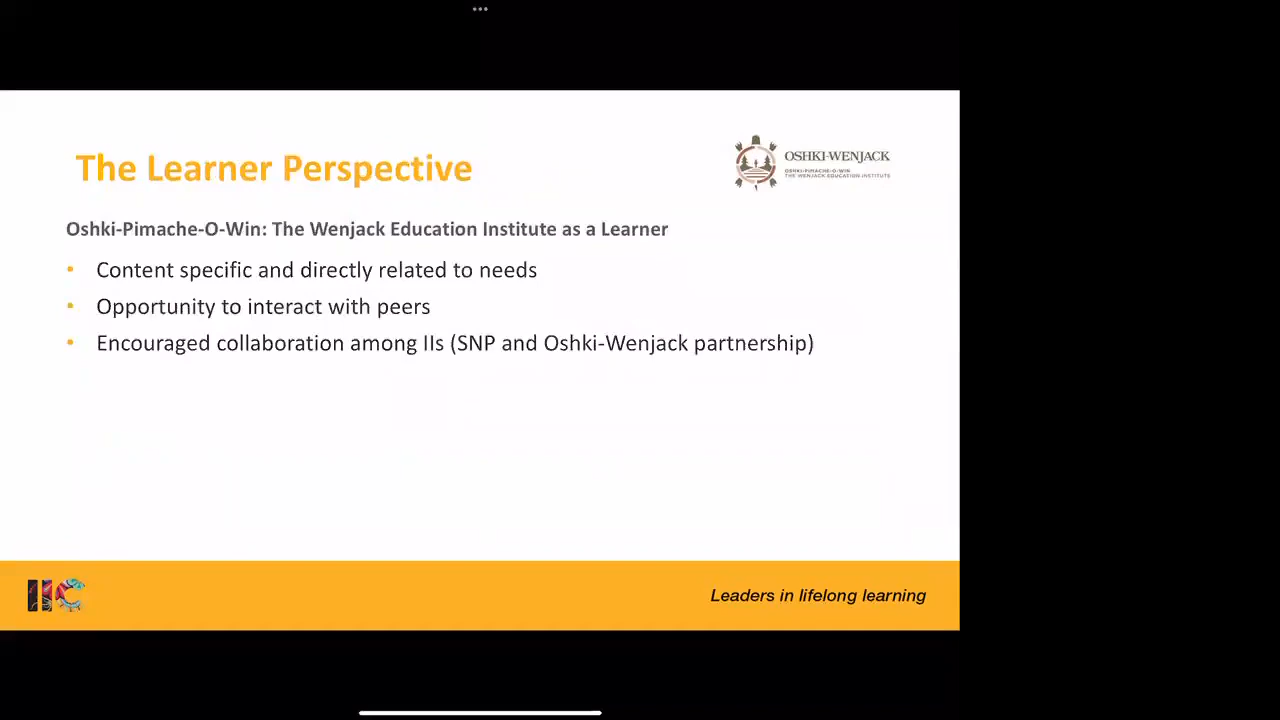 The Learner Perspective
OSHKI-WENJACK
OSHKI-PIMACHE-O-WIN
THE WENJACK EDUCATION INSTITUTE
Oshki-Pimache-O-Win: The Wenjack Education Institute as a Learner
• Content specific and directly related to needs
• Opportunity to interact with peers
• Encouraged collaboration among IIs (SNP and Oshki-Wenjack partnership)
IIC
Leaders in lifelong learning